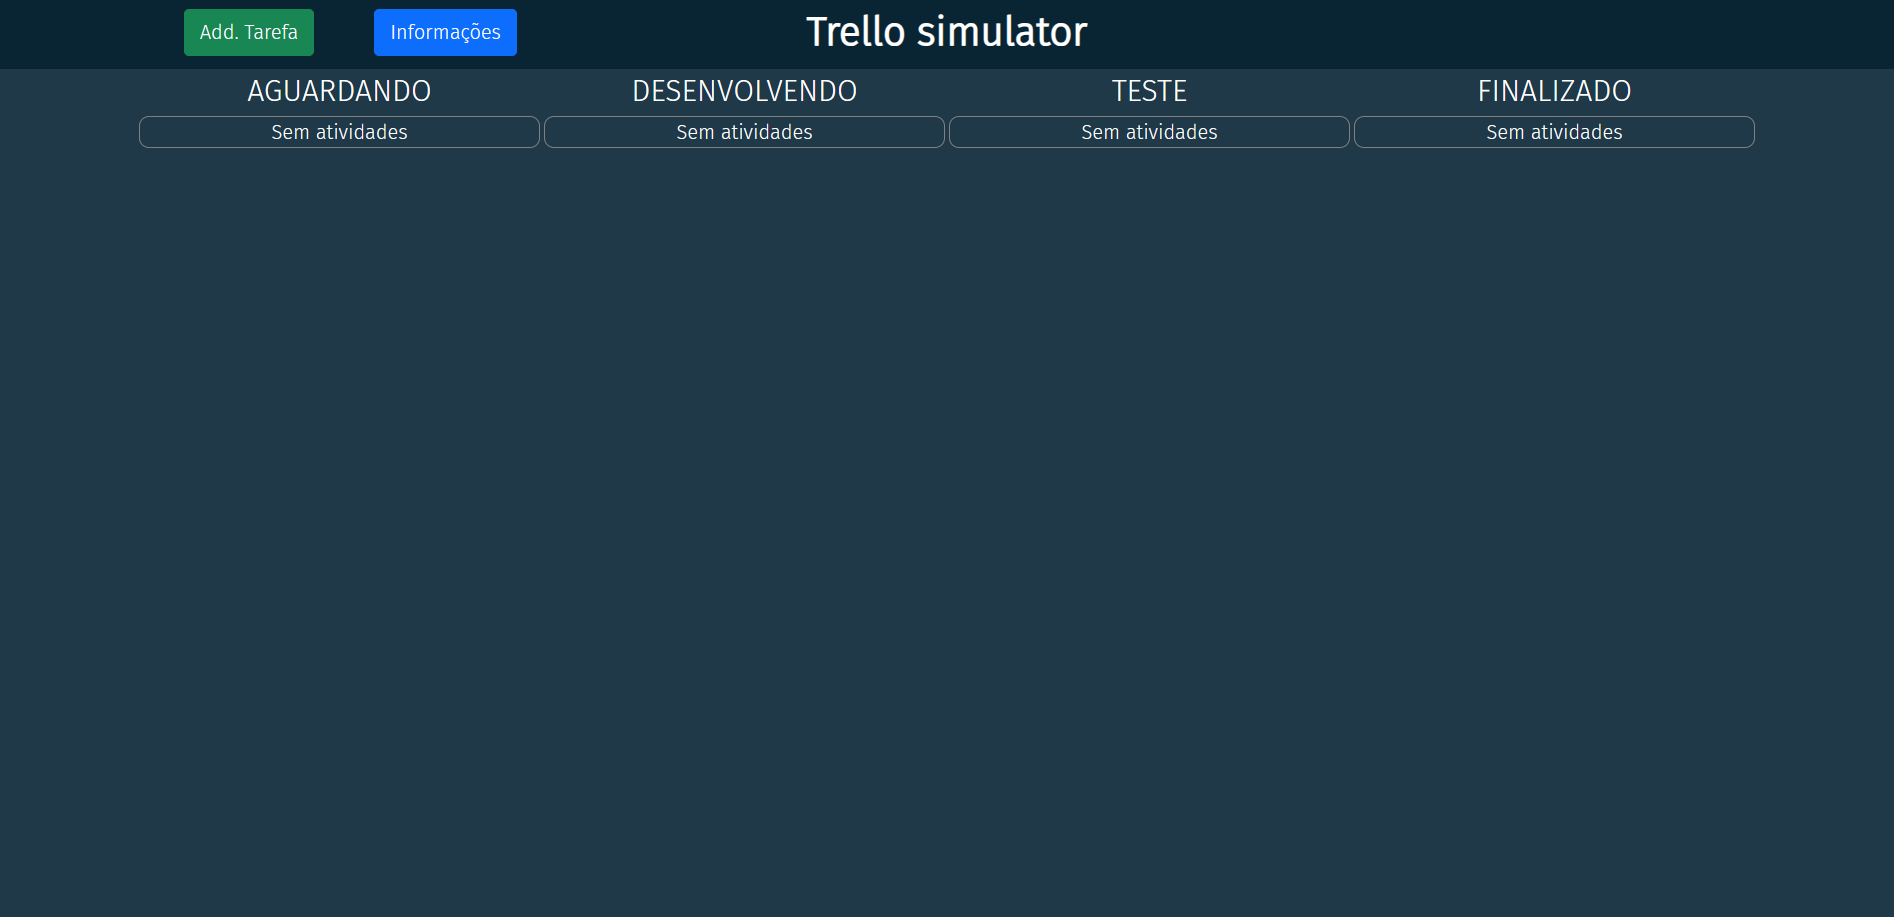 Add. Tarefa
Informações
Trello simulator
AGUARDANDO
DESENVOLVENDO
TESTE
FINALIZADO
Sem atividades
Sem atividades
Sem atividades
Sem atividades